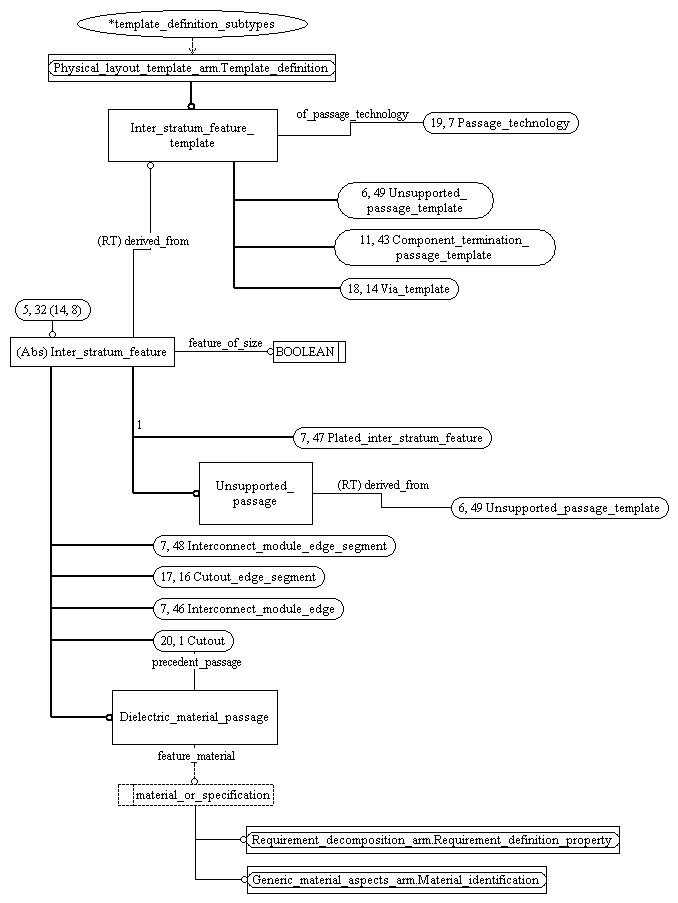 *template_definition_subtypes
Physical_layout_template_arm.Template_definition
Inter_stratum_feature_
template
of_passage_technology
19, 7 Passage_technology
6, 49 Unsupported_
passage_template
11, 43 Component_termination_
passage_template
18, 14 Via_template
(RT) derived_from
5, 32 (14, 8)
(Abs) Inter_stratum_feature
feature_of_size
BOOLEAN
1
7, 47 Plated_inter_stratum_feature
Unsupported_
passage
(RT) derived_from
6, 49 Unsupported_passage_template
7, 48 Interconnect_module_edge_segment
17, 16 Cutout_edge_segment
7, 46 Interconnect_module_edge
20, 1 Cutout
precedent_passage
Dielectric_material_passage
feature_material
material_or_specification
Requirement_decomposition_arm.Requirement_definition_property
Generic_material_aspects_arm.Material_identification